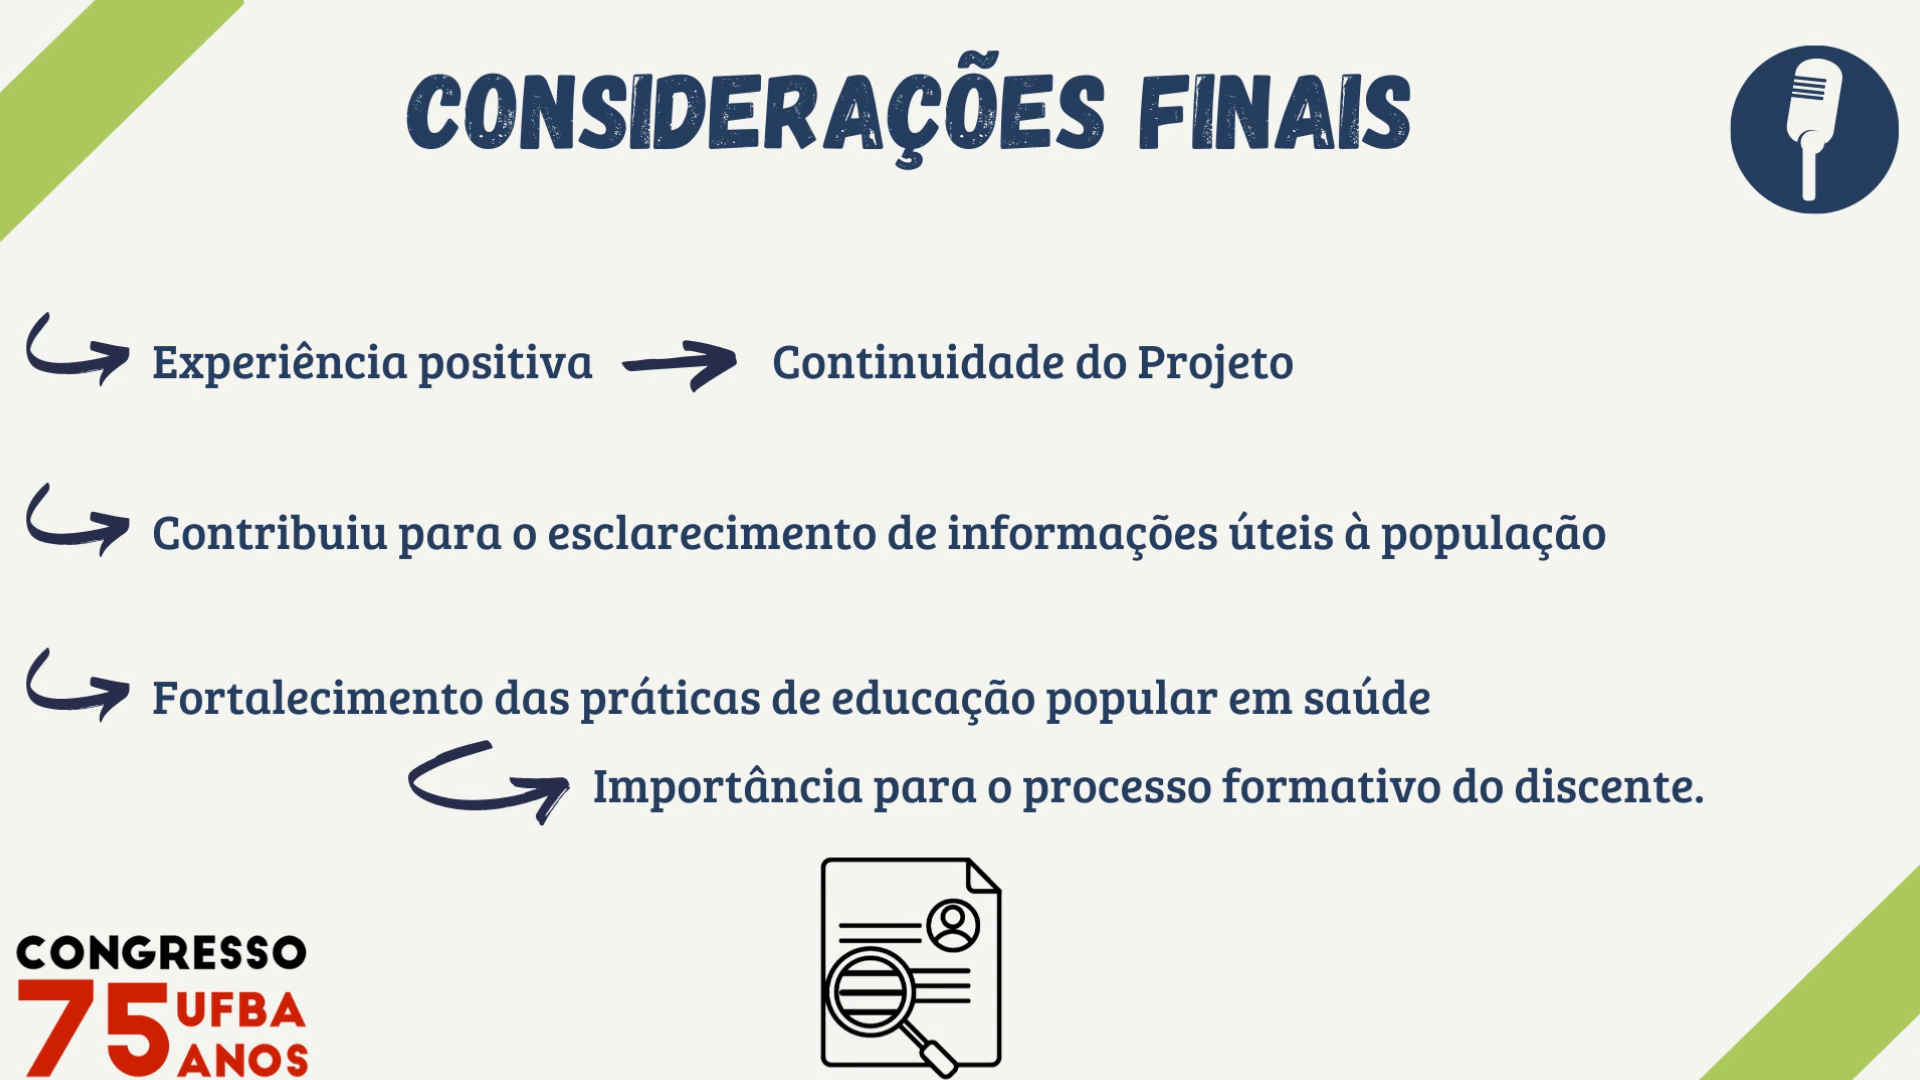 CONSIDERAÇÕES FINAIS
Experiência positiva
Continuidade do Projeto
Contribuiu para o esclarecimento de informações úteis à população
Fortalecimento das práticas de educação popular em saúde
Importância para o processo formativo do discente.
CONGRESSO
75 UFBA
ANOS